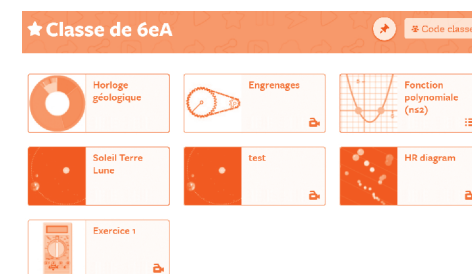 Classe de 6eA
Code classe
Horloge
géologique
Engrenages
Fonction
polynomiale
(ns2)
Soleil Terre
Lune
test
HR diagram
Exercice 1